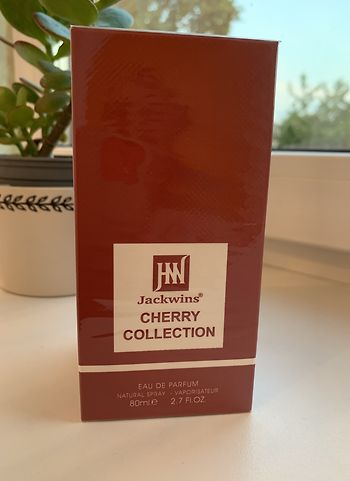 JW
Jackwins®
CHERRY
COLLECTION
EAU DE PARFUM
NATURAL SPRAY - VAPORISATEUR
80ml℮ 2.7 FL.OZ.